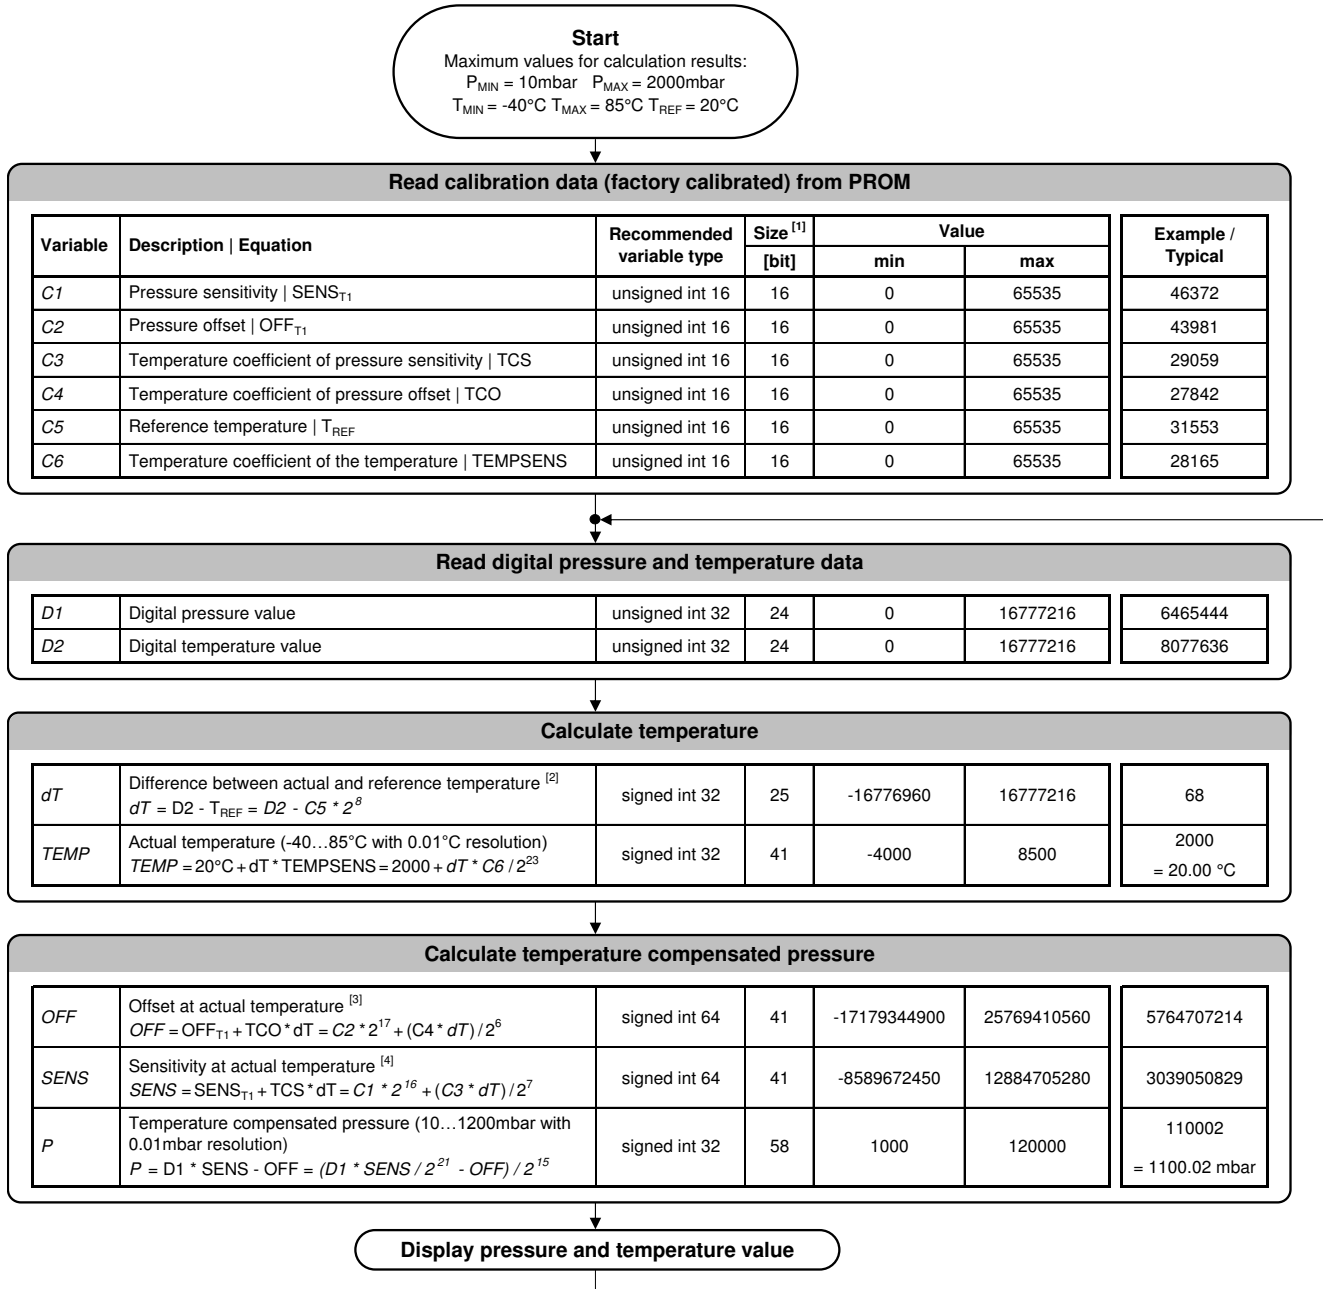 Start
Maximum values for calculation results:
P_MIN = 10mbar P_MAX = 2000mbar
T_MIN = -40°C T_MAX = 85°C T_REF = 20°C
Read calibration data (factory calibrated) from PROM
Variable | Description | Equation | Recommended variable type | Size [1] [bit] | Value min | max | Example / Typical
C1 | Pressure sensitivity | SENS_T1 | unsigned int 16 | 16 | 0 | 65535 | 46372
C2 | Pressure offset | OFF_T1 | unsigned int 16 | 16 | 0 | 65535 | 43981
C3 | Temperature coefficient of pressure sensitivity | TCS | unsigned int 16 | 16 | 0 | 65535 | 29059
C4 | Temperature coefficient of pressure offset | TCO | unsigned int 16 | 16 | 0 | 65535 | 27842
C5 | Reference temperature | T_REF | unsigned int 16 | 16 | 0 | 65535 | 31553
C6 | Temperature coefficient of the temperature | TEMPSENS | unsigned int 16 | 16 | 0 | 65535 | 28165
Read digital pressure and temperature data
D1 | Digital pressure value | unsigned int 32 | 24 | 0 | 16777216 | 6465444
D2 | Digital temperature value | unsigned int 32 | 24 | 0 | 16777216 | 8077636
Calculate temperature
dT | Difference between actual and reference temperature [2]
dT = D2 - T_REF = D2 - C5 * 2^8 | signed int 32 | 25 | -16776960 | 16777216 | 68
TEMP | Actual temperature (-40…85°C with 0.01°C resolution)
TEMP = 20°C + dT * TEMPSENS = 2000 + dT * C6 / 2^23 | signed int 32 | 41 | -4000 | 8500 | 2000
= 20.00 °C
Calculate temperature compensated pressure
OFF | Offset at actual temperature [3]
OFF = OFF_T1 + TCO * dT = C2 * 2^17 + (C4 * dT) / 2^6 | signed int 64 | 41 | -17179344900 | 25769410560 | 5764707214
SENS | Sensitivity at actual temperature [4]
SENS = SENS_T1 + TCS * dT = C1 * 2^16 + (C3 * dT) / 2^7 | signed int 64 | 41 | -8589672450 | 12884705280 | 3039050829
P | Temperature compensated pressure (10…1200mbar with
0.01mbar resolution)
P = D1 * SENS - OFF = (D1 * SENS / 2^21 - OFF) / 2^15 | signed int 32 | 58 | 1000 | 120000 | 110002
= 1100.02 mbar
Display pressure and temperature value